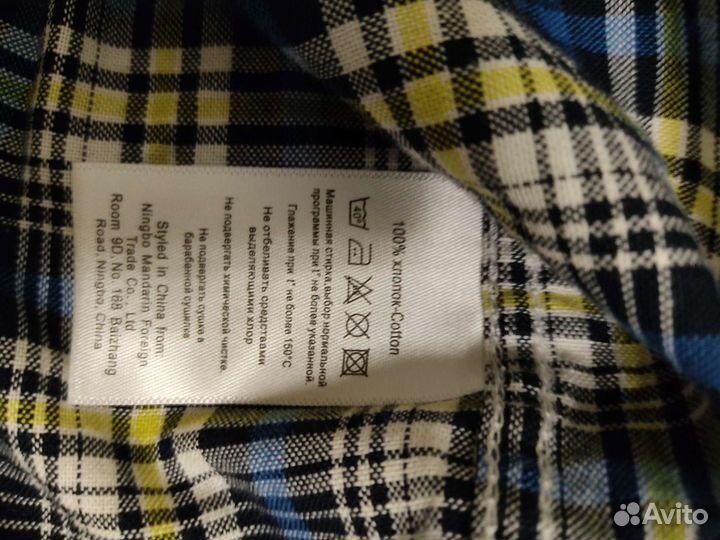 100% хлопок-Cotton
40°
Машинная стирка,выбор нормальной
программы при t° не более указанной.
Глажение при t° не более 150°C
Не отбеливать средствами
выделяющими хлор
Не подвергать химической чистке.
Не подвергать сушке в
барабанной сушилке
Styled in China from:
Ningbo Mandarin Foreign
Trade Co., Ltd
Room 9D, No. 168 Baizhang
Road, Ningbo, China
Avito